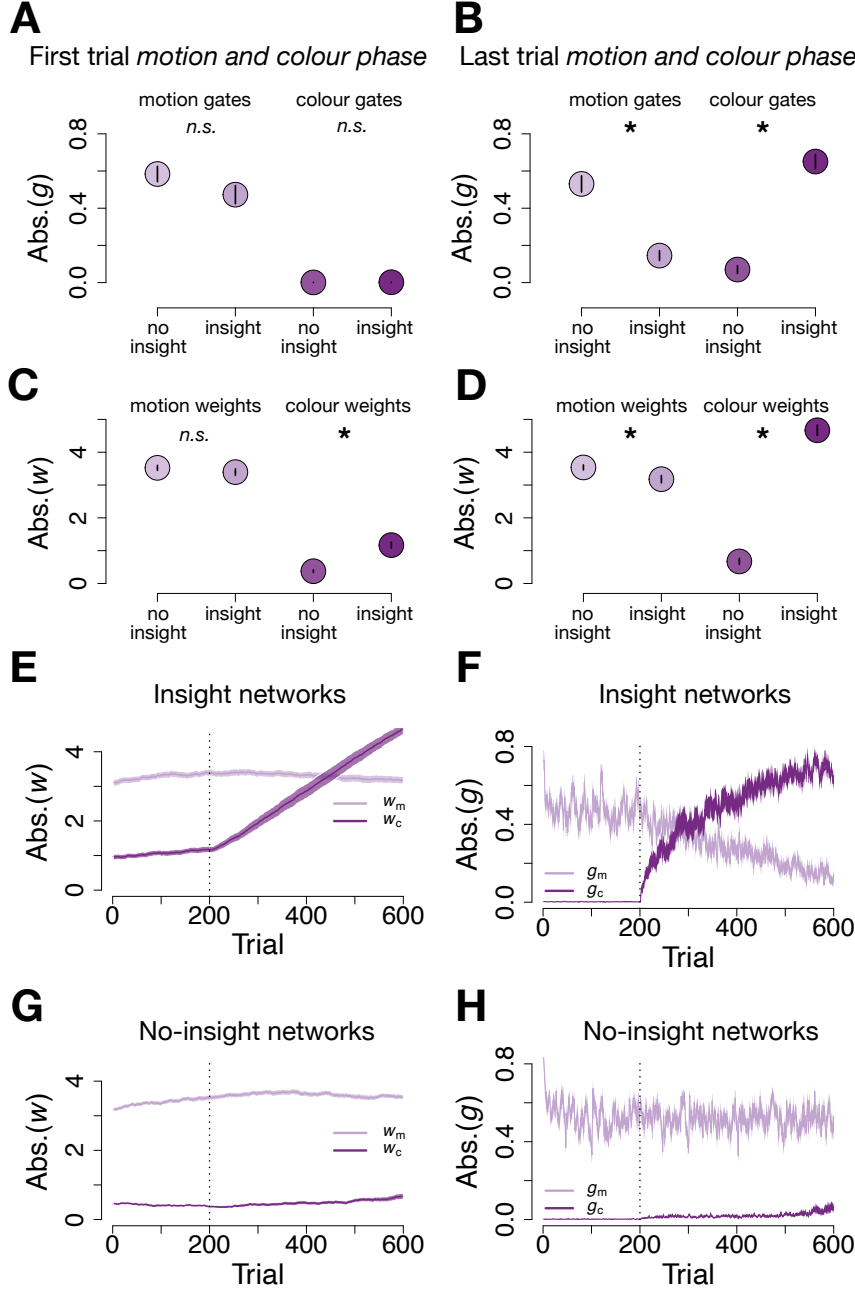 A
First trial motion and colour phase
motion gates colour gates
n.s. n.s.
Abs.(g)
0.8
0.4
0.0
no insight insight no insight insight
B
Last trial motion and colour phase
motion gates colour gates
* *
Abs.(g)
0.8
0.4
0.0
no insight insight no insight insight
C
motion weights colour weights
n.s. *
Abs.(w)
4
2
0
no insight insight no insight insight
D
motion weights colour weights
* *
Abs.(w)
4
2
0
no insight insight no insight insight
E
Insight networks
Abs.(w)
4
2
0
wm
wc
0 200 400 600
Trial
F
Insight networks
Abs.(g)
0.8
0.4
0.0
gm
gc
0 200 400 600
Trial
G
No-insight networks
Abs.(w)
4
2
0
wm
wc
0 200 400 600
Trial
H
No-insight networks
Abs.(g)
0.8
0.4
0.0
gm
gc
0 200 400 600
Trial